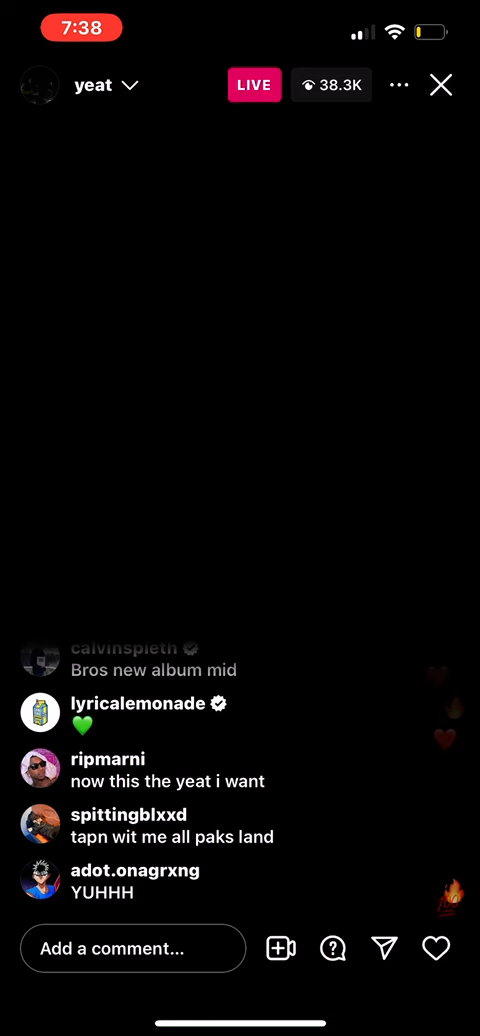 7:38
yeat
LIVE
38.3K
calvinspieth
Bros new album mid
lyricalemonade
💚
ripmarni
now this the yeat i want
spittingblxxd
tapn wit me all paks land
adot.onagrxng
YUHHH
100
Add a comment...